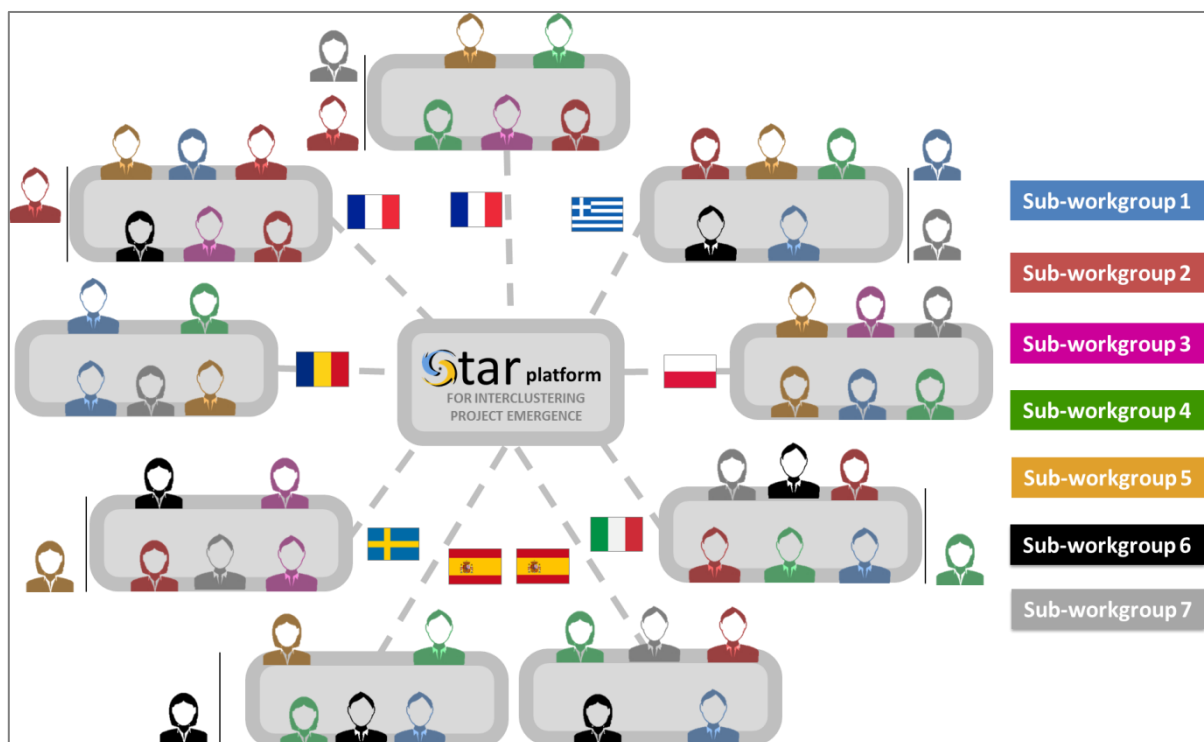 Star platform
FOR INTERCLUSTERING
PROJECT EMERGENCE
Sub-workgroup 1
Sub-workgroup 2
Sub-workgroup 3
Sub-workgroup 4
Sub-workgroup 5
Sub-workgroup 6
Sub-workgroup 7